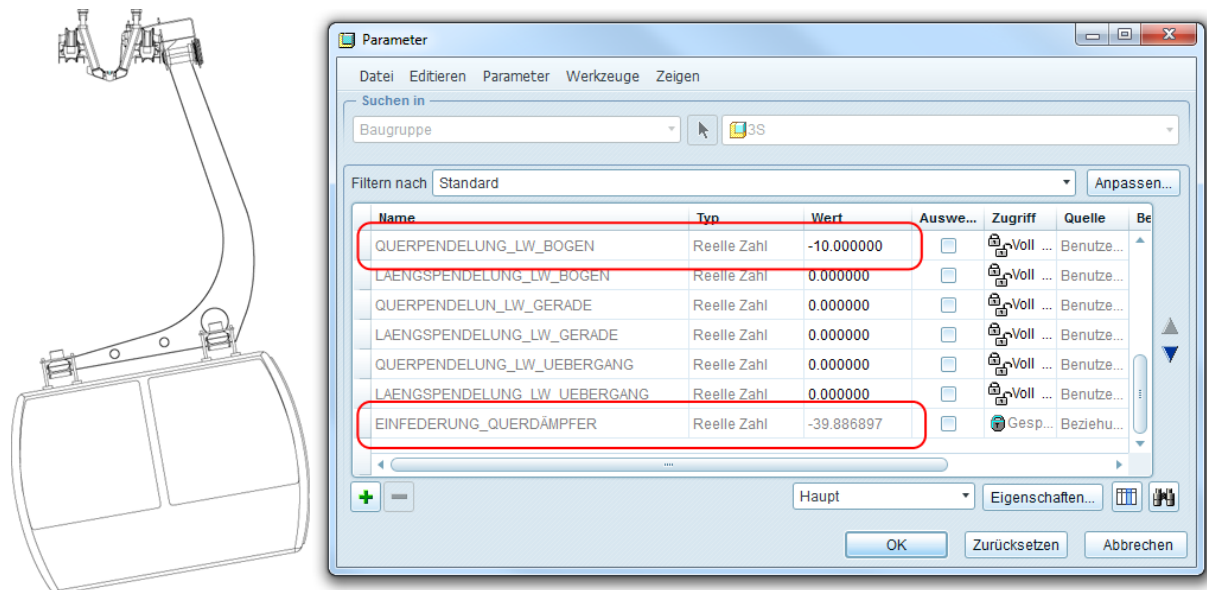 Parameter
Datei Editieren Parameter Werkzeuge Zeigen
Suchen in
Baugruppe 3S
Filtern nach Standard Anpassen...
Name Typ Wert Auswe... Zugriff Quelle Be
QUERPENDELUNG_LW_BOGEN Reelle Zahl -10.000000 Voll ... Benutze...
LAENGSPENDELUNG_LW_BOGEN Reelle Zahl 0.000000 Voll ... Benutze...
QUERPENDELUN_LW_GERADE Reelle Zahl 0.000000 Voll ... Benutze...
LAENGSPENDELUNG_LW_GERADE Reelle Zahl 0.000000 Voll ... Benutze...
QUERPENDELUNG_LW_UEBERGANG Reelle Zahl 0.000000 Voll ... Benutze...
LAENGSPENDELUNG_LW_UEBERGANG Reelle Zahl 0.000000 Voll ... Benutze...
EINFEDERUNG_QUERDÄMPFER Reelle Zahl -39.886897 Gesp... Beziehu...
Haupt Eigenschaften...
OK Zurücksetzen Abbrechen